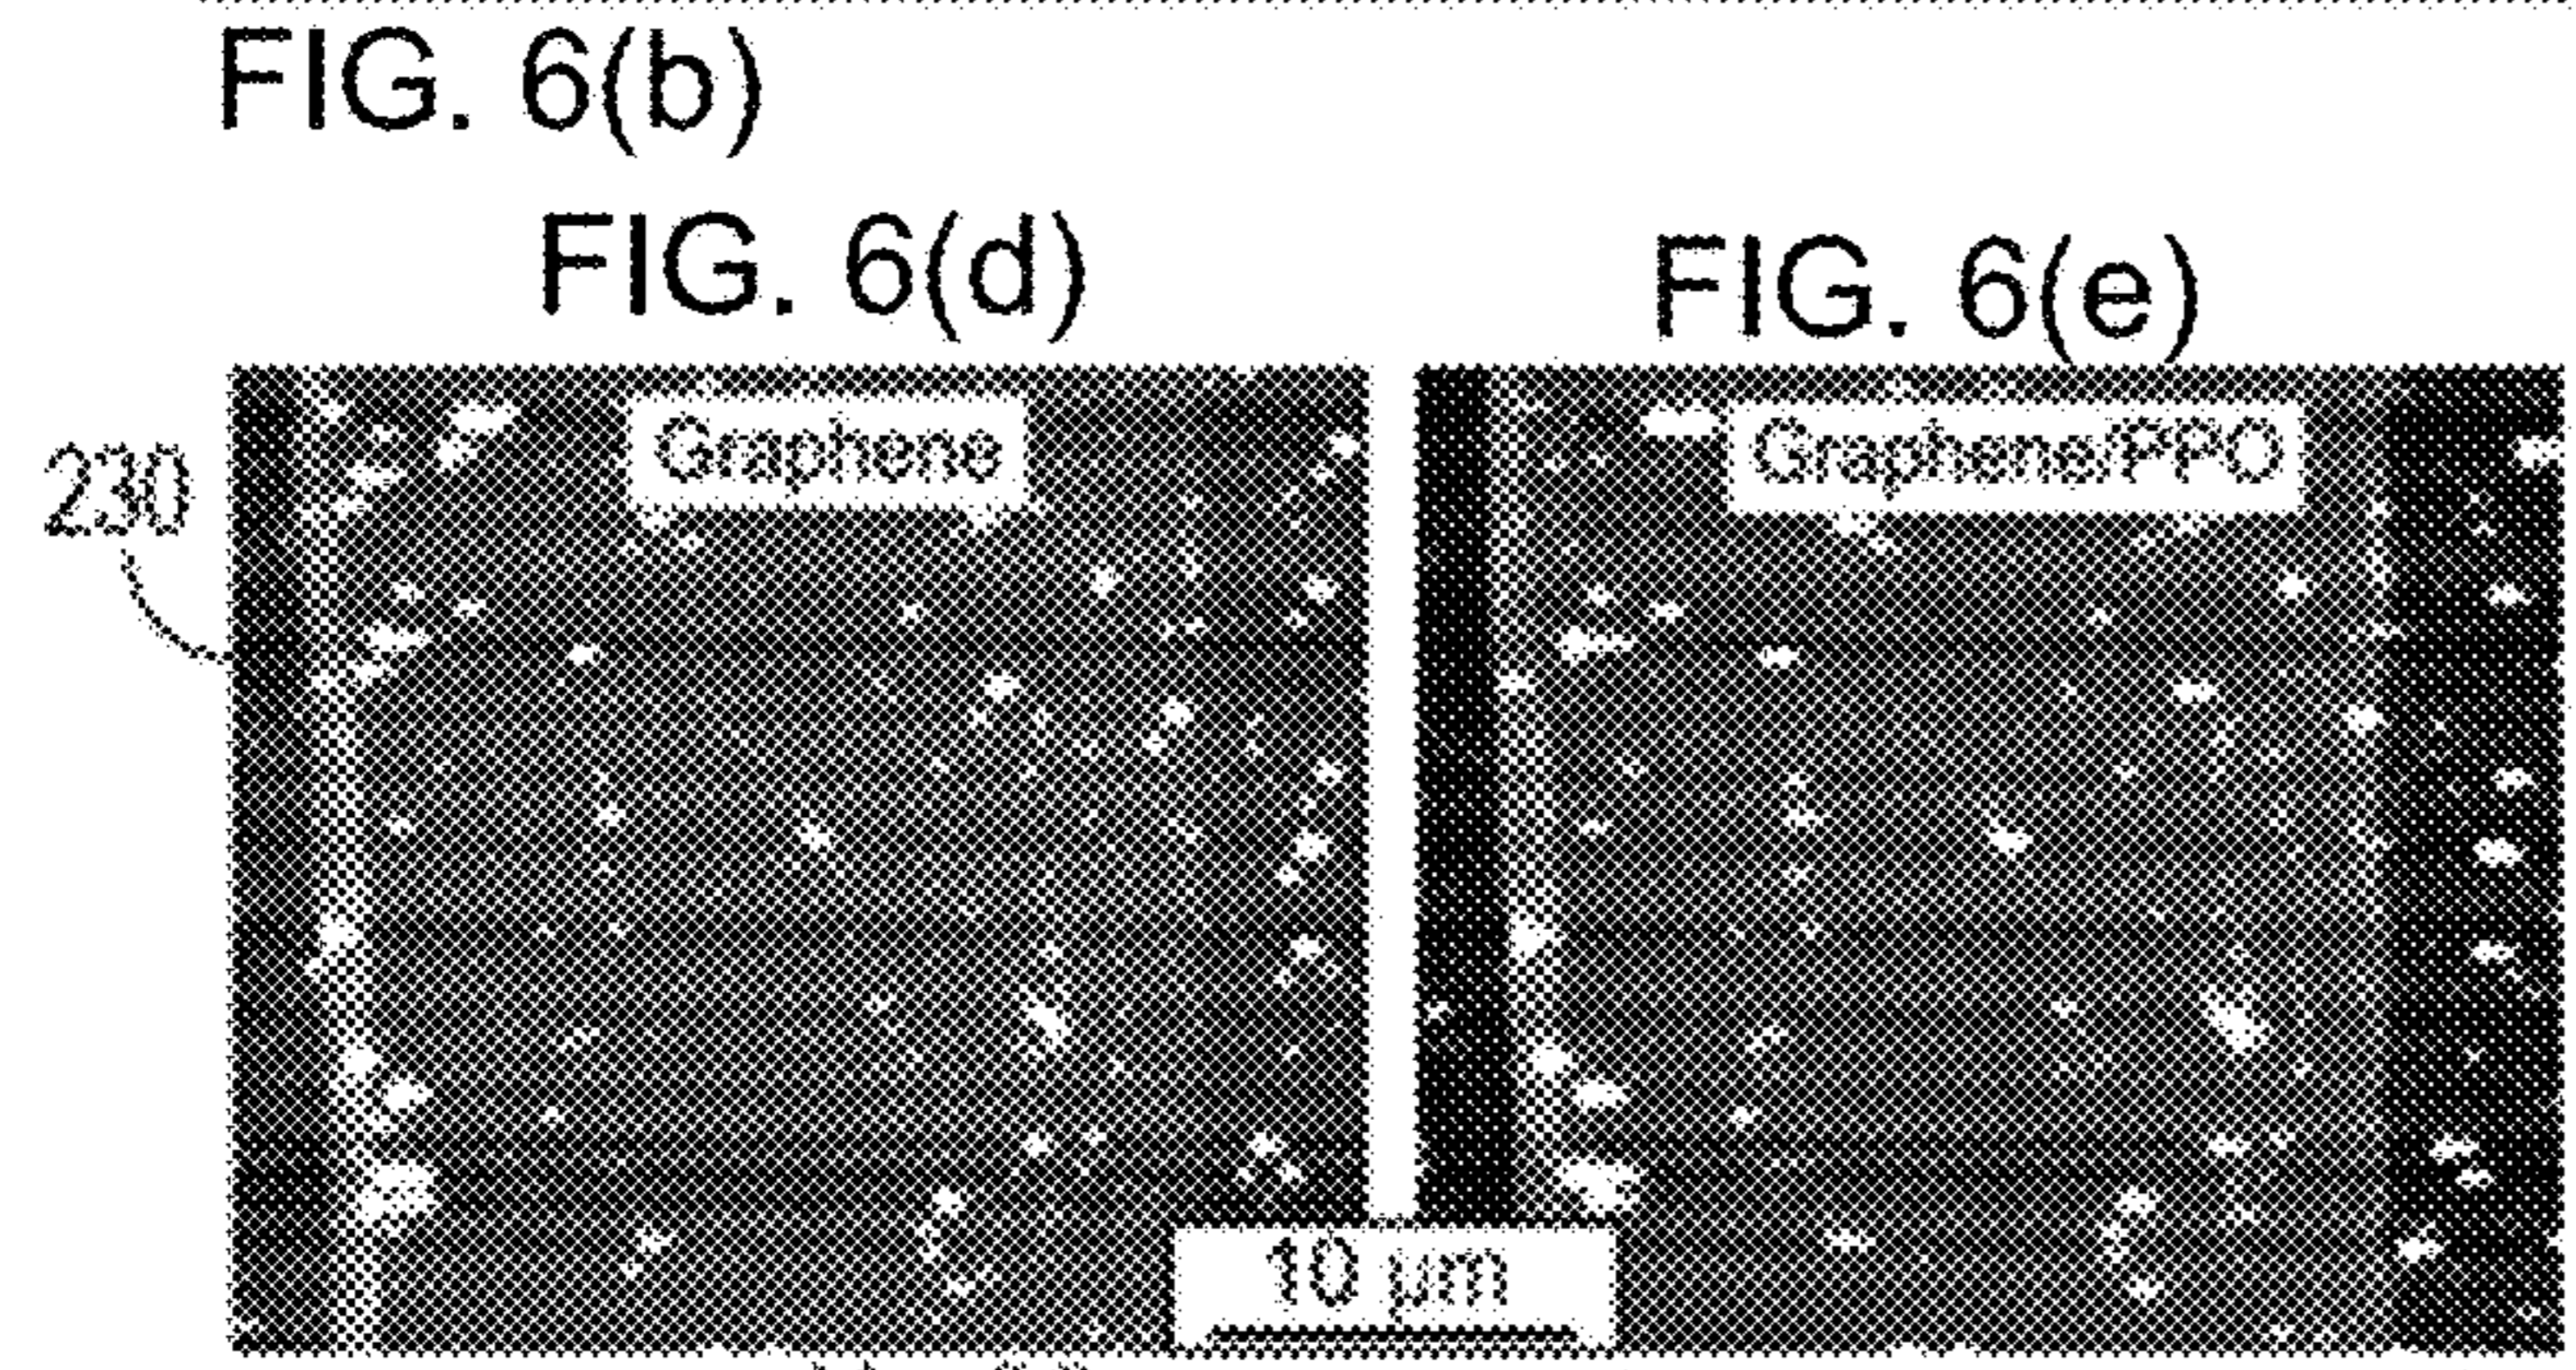 FIG. 6(b)
FIG. 6(d)
FIG. 6(e)
230
Graphene
Graphene/PPO
10 µm